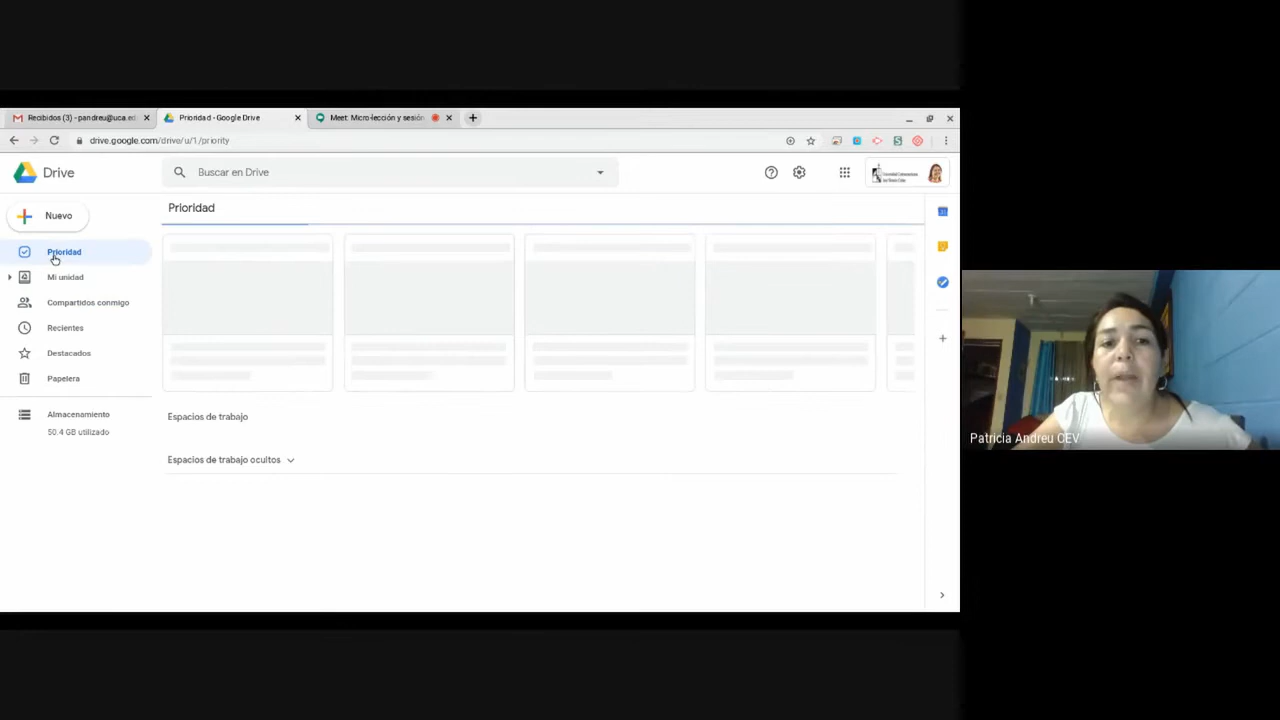 Recibidos (3) - pandreu@uca.ed
Prioridad - Google Drive
Meet: Micro-lección y sesión
drive.google.com/drive/u/1/priority
Drive
Buscar en Drive
Nuevo
Prioridad
Prioridad
Mi unidad
Compartidos conmigo
Recientes
Destacados
Papelera
Almacenamiento
50.4 GB utilizado
Espacios de trabajo
Espacios de trabajo ocultos
Patricia Andreu CEV